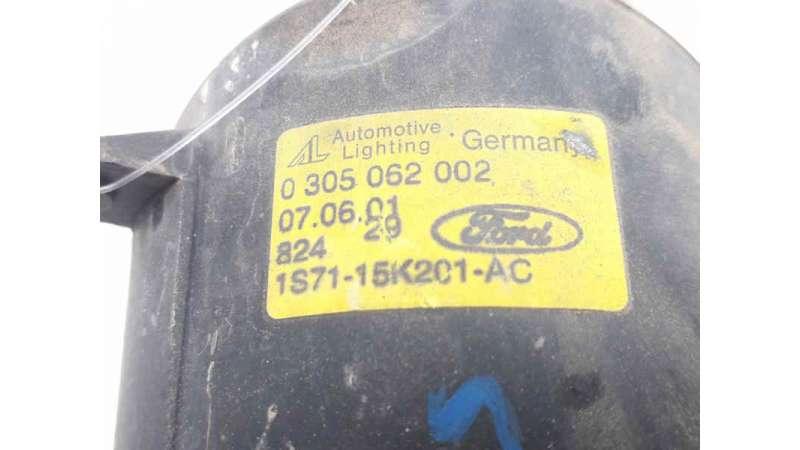 AL Automotive Lighting · Germany
0 305 062 002
07.06.01
824 29
Ford
1S71-15K201-AC